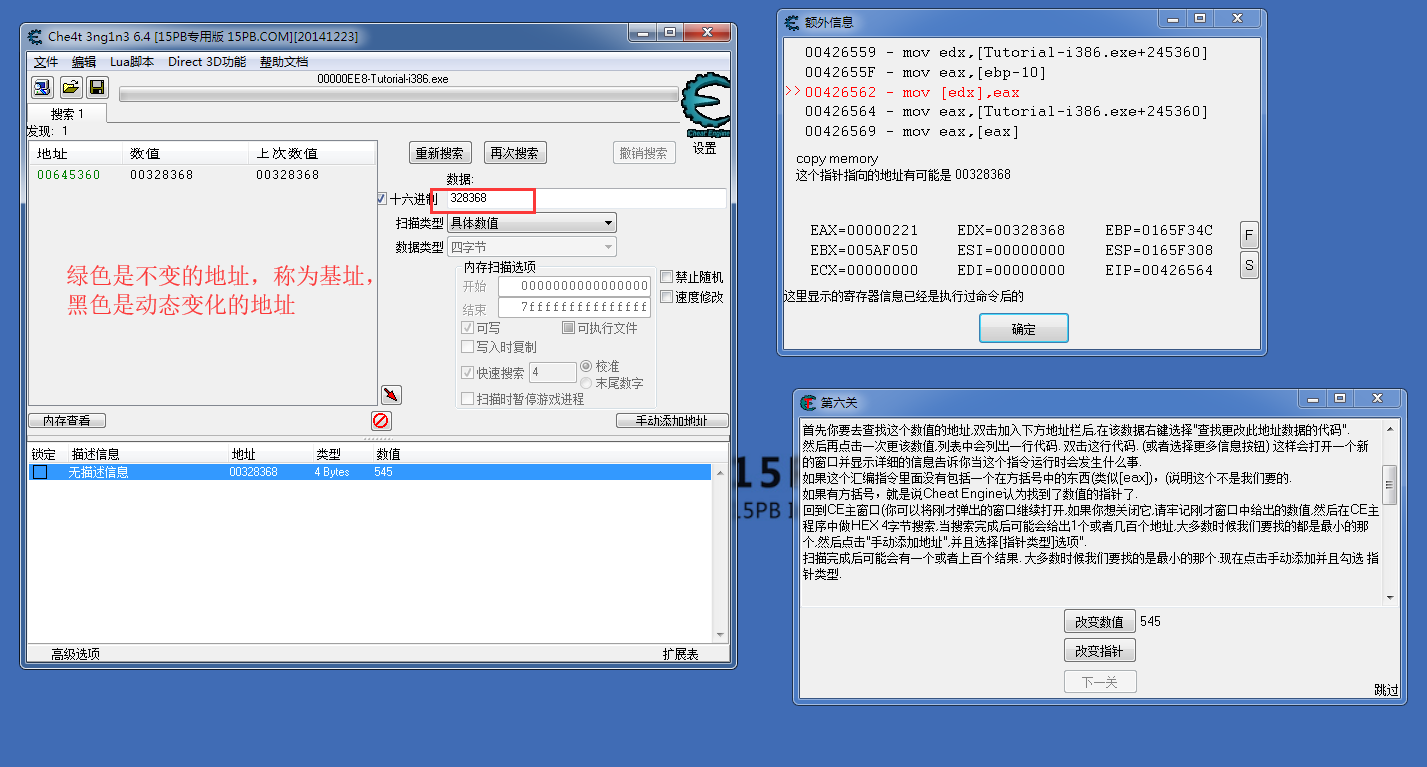 Che4t 3ng1n3 6.4 [15PB专用版 15PB.COM][20141223]
文件 编辑 Lua脚本 Direct 3D功能 帮助文档
00000EE8-Tutorial-i386.exe
搜索 1
Cheat Engine
设置
发现: 1
地址 数值 上次数值
00645360 00328368 00328368
重新搜索 再次搜索 撤销搜索
数据:
十六进制 328368
扫描类型 具体数值
数据类型 四字节
内存扫描选项
开始 0000000000000000
结束 7fffffffffffffff
可写 可执行文件
写入时复制
快速搜索 4 校准
末尾数字
扫描时暂停游戏进程
禁止随机
速度修改
绿色是不变的地址，称为基址，
黑色是动态变化的地址
内存查看 手动添加地址
锁定 描述信息 地址 类型 数值
无描述信息 00328368 4 Bytes 545
高级选项 扩展表
额外信息
00426559 - mov edx,[Tutorial-i386.exe+245360]
0042655F - mov eax,[ebp-10]
>>00426562 - mov [edx],eax
00426564 - mov eax,[Tutorial-i386.exe+245360]
00426569 - mov eax,[eax]
copy memory
这个指针指向的地址有可能是 00328368
EAX=00000221 EDX=00328368 EBP=0165F34C
EBX=005AF050 ESI=00000000 ESP=0165F308
ECX=00000000 EDI=00000000 EIP=00426564
F
S
这里显示的寄存器信息已经是执行过命令后的
确定
第六关
首先你要去查找这个数值的地址,双击加入下方地址栏后,在该数据右键选择"查找更改此地址数据的代码".
然后再点击一次更该数值,列表中会列出一行代码. 双击这行代码. (或者选择更多信息按钮) 这样会打开一个新
的窗口并显示详细的信息告诉你当这个指令运行时会发生什么事.
如果这个汇编指令里面没有包括一个在方括号中的东西(类似[eax])，(说明这个不是我们要的.
如果有方括号，就是说Cheat Engine认为找到了数值的指针了.
回到CE主窗口(你可以将刚才弹出的窗口继续打开,如果你想关闭它,请牢记刚才窗口中给出的数值,然后在CE主
程序中做HEX 4字节搜索,当搜索完成后可能会给出1个或者几百个地址.大多数时候我们要找的都是最小的那
个,然后点击"手动添加地址",并且选择[指针类型]选项".
扫描完成后可能会有一个或者上百个结果. 大多数时候我们要找的是最小的那个.现在点击手动添加并且勾选 指
针类型.
改变数值 545
改变指针
下一关
跳过
15P
15PB I